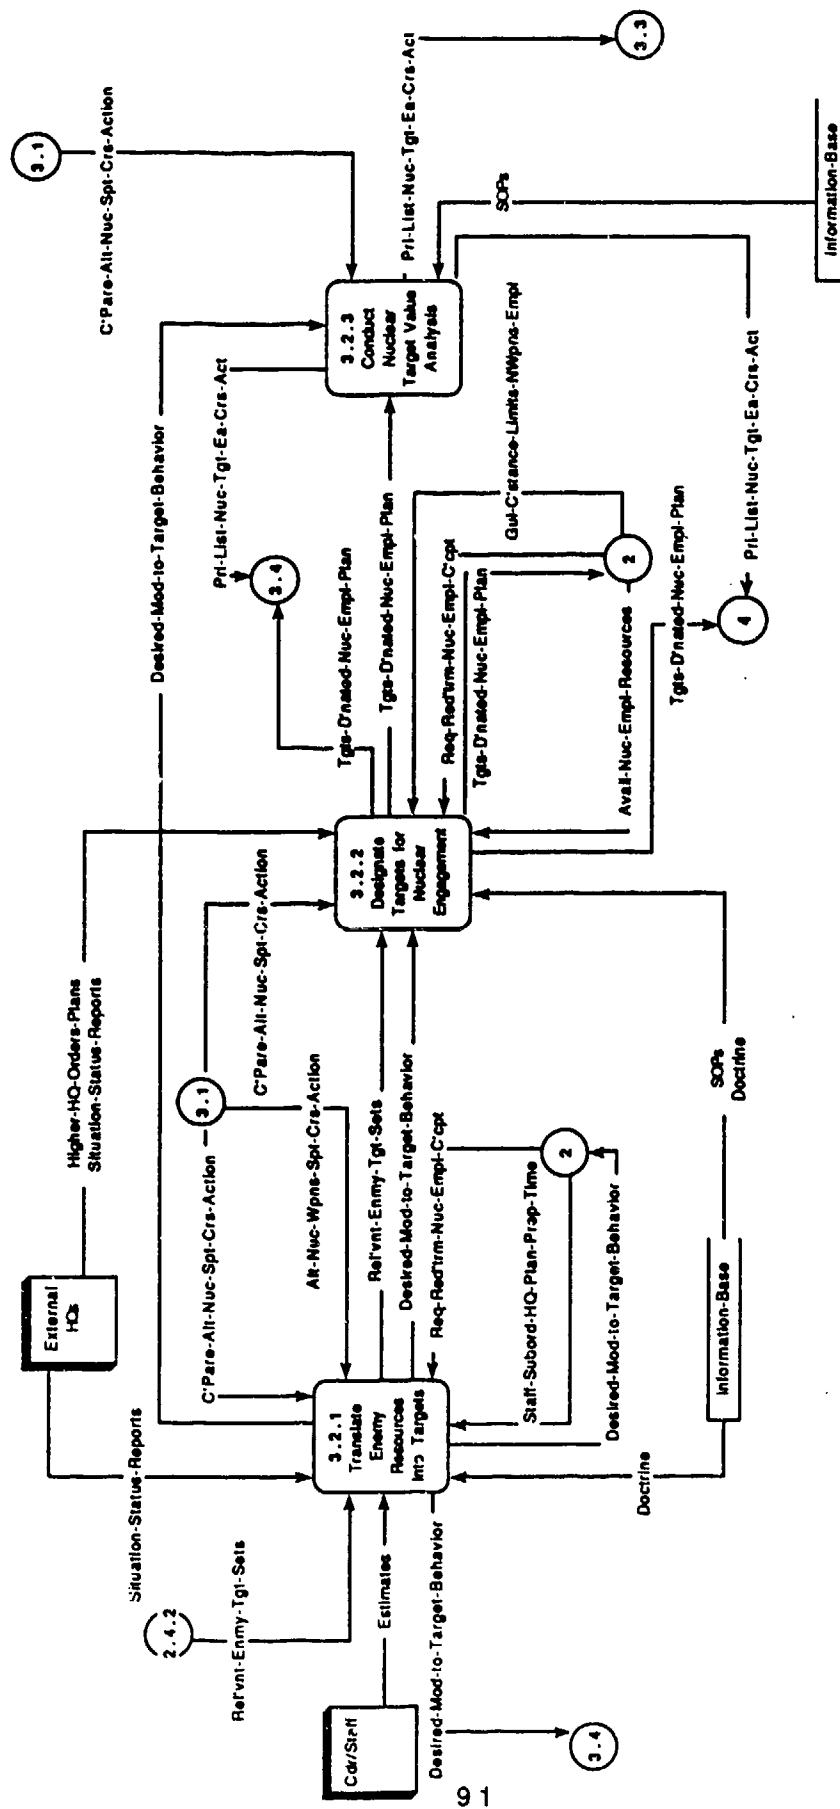 3.1
C'Pare-Alt-Nuc-Spt-Crs-Action
Pri-List-Nuc-Tgt-Ea-Crs-Act
3.3
Desired-Mod-to-Target-Behavior
3.2.3
Conduct
Nuclear
Target Value
Analysis
SOPs
Information-Base
Pri-List-Nuc-Tgt-Ea-Crs-Act
3.4
Tgts-D'nated-Nuc-Empl-Plan
Tgts-D'nated-Nuc-Empl-Plan
Gui-C'stance-Limits-NWpns-Empl
Req-Red'trm-Nuc-Empl-C'cpt
Tgts-D'nated-Nuc-Empl-Plan
2
Avail-Nuc-Empl-Resources
Tgts-D'nated-Nuc-Empl-Plan
4
Pri-List-Nuc-Tgt-Ea-Crs-Act
Higher-HQ-Orders-Plans
Situation-Status-Reports
3.2.2
Designate
Targets for
Nuclear
Engagement
C'Pare-Alt-Nuc-Spt-Crs-Action
3.1
C'Pare-Alt-Nuc-Spt-Crs-Action
Alt-Nuc-Wpns-Spt-Crs-Action
Rel'vnt-Enmy-Tgt-Sets
Desired-Mod-to-Target-Behavior
Req-Red'trm-Nuc-Empl-C'cpt
2
Staff-Subord-HQ-Plan-Prep-Time
Desired-Mod-to-Target-Behavior
SOPs
Doctrine
Information-Base
Doctrine
External
HQs
Situation-Status-Reports
3.2.1
Translate
Enemy
Resources
Into Targets
2.4.2
Rel'vnt-Enmy-Tgt-Sets
Estimates
Cdr/Staff
Desired-Mod-to-Target-Behavior
3.4
91